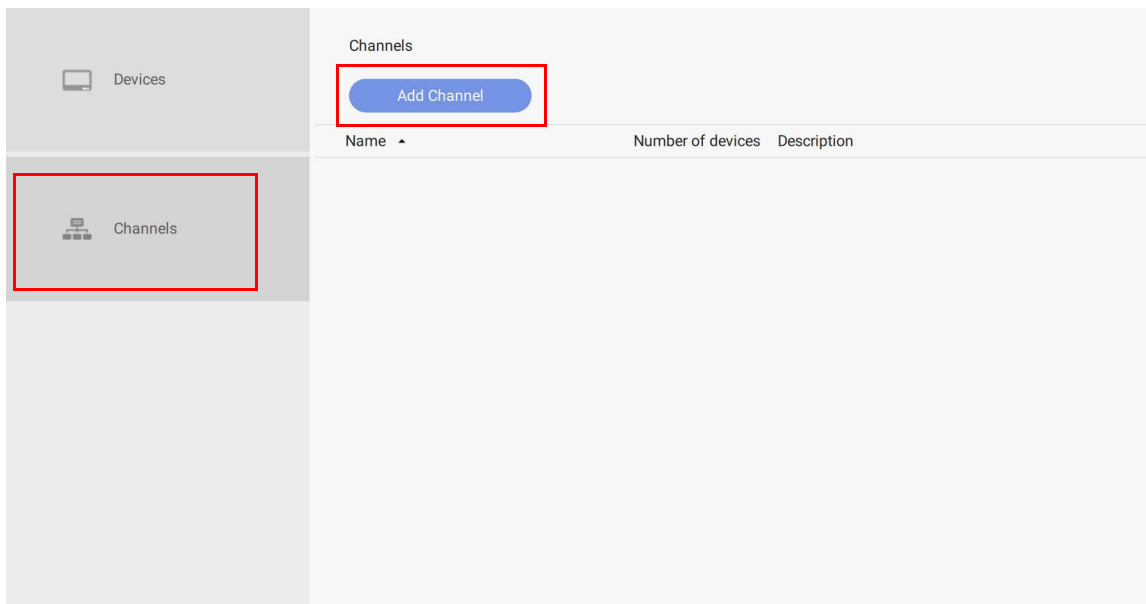 Devices
Channels
Channels
Add Channel
Name Number of devices Description